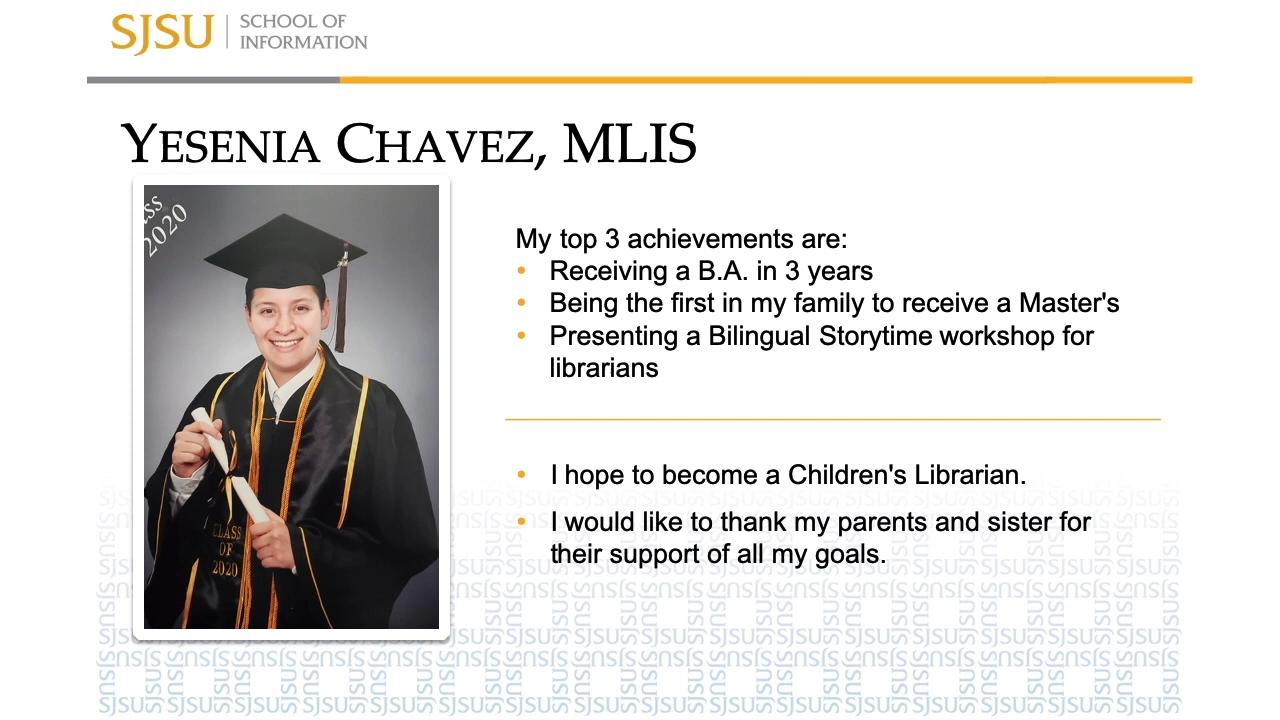 SJSU
SCHOOL OF
INFORMATION
YESENIA CHAVEZ, MLIS
ASS
2020
My top 3 achievements are:
• Receiving a B.A. in 3 years
• Being the first in my family to receive a Master's
• Presenting a Bilingual Storytime workshop for
librarians
• I hope to become a Children's Librarian.
• I would like to thank my parents and sister for
their support of all my goals.
CLASS
OF
2020